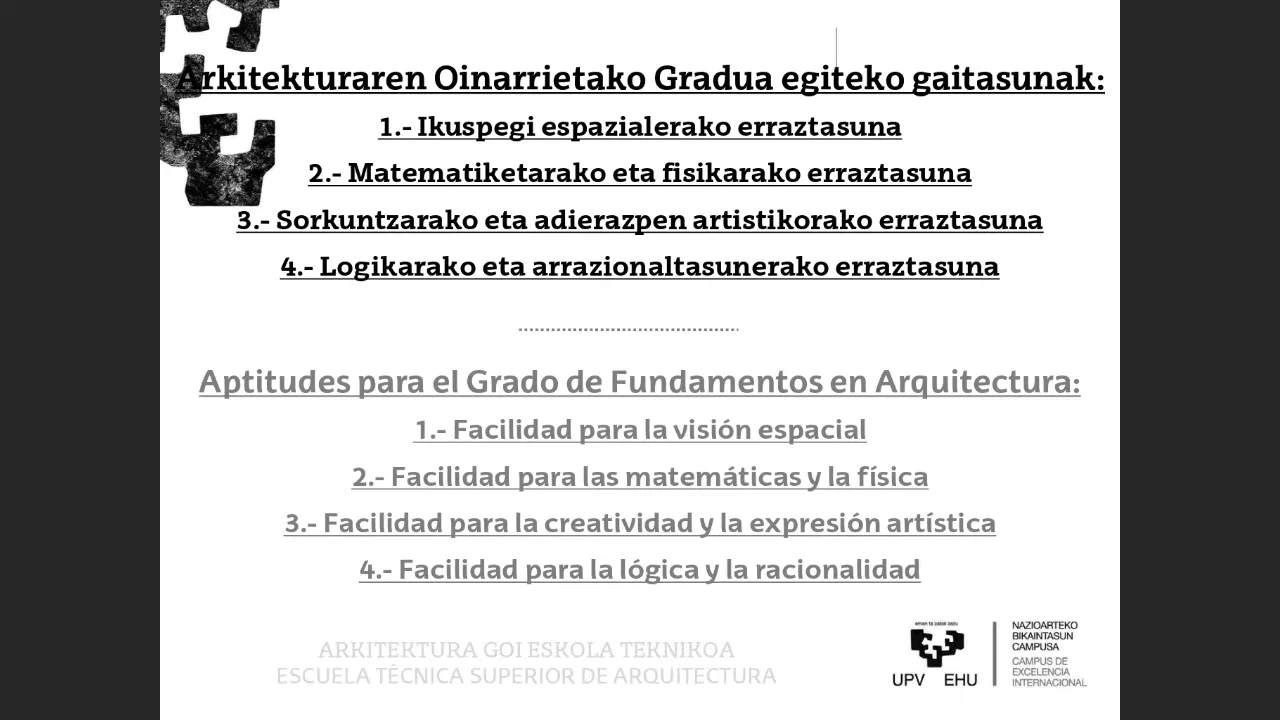 Arkitekturaren Oinarrietako Gradua egiteko gaitasunak:
1.- Ikuspegi espazialerako erraztasuna
2.- Matematiketarako eta fisikarako erraztasuna
3.- Sorkuntzarako eta adierazpen artistikorako erraztasuna
4.- Logikarako eta arrazionaltasunerako erraztasuna
Aptitudes para el Grado de Fundamentos en Arquitectura:
1.- Facilidad para la visión espacial
2.- Facilidad para las matemáticas y la física
3.- Facilidad para la creatividad y la expresión artística
4.- Facilidad para la lógica y la racionalidad
ARKITEKTURA GOI ESKOLA TEKNIKOA
ESCUELA TÉCNICA SUPERIOR DE ARQUITECTURA
eman ta zabal zazu
UPV EHU
NAZIOARTEKO
BIKAINTASUN
CAMPUSA
CAMPUS DE
EXCELENCIA
INTERNACIONAL